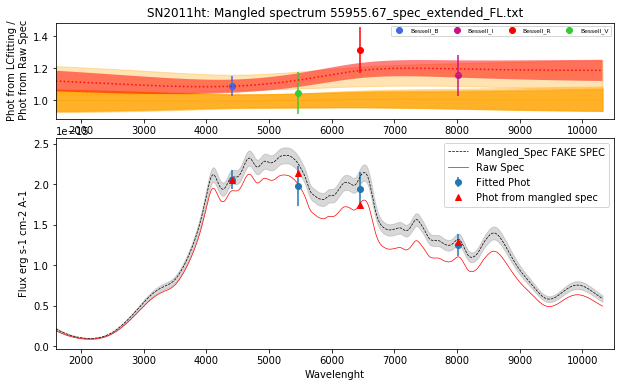 SN2011ht: Mangled spectrum 55955.67_spec_extended_FL.txt
Phot from LCfitting /
Phot from Raw Spec
1.4
1.2
1.0
Bessell_B
Bessell_I
Bessell_R
Bessell_V
2000 3000 4000 5000 6000 7000 8000 9000 10000
Flux erg s-1 cm-2 A-1
2.5
2.0
1.5
1.0
0.5
0.0
Mangled_Spec FAKE SPEC
Raw Spec
Fitted Phot
Phot from mangled spec
2000 3000 4000 5000 6000 7000 8000 9000 10000
Wavelenght